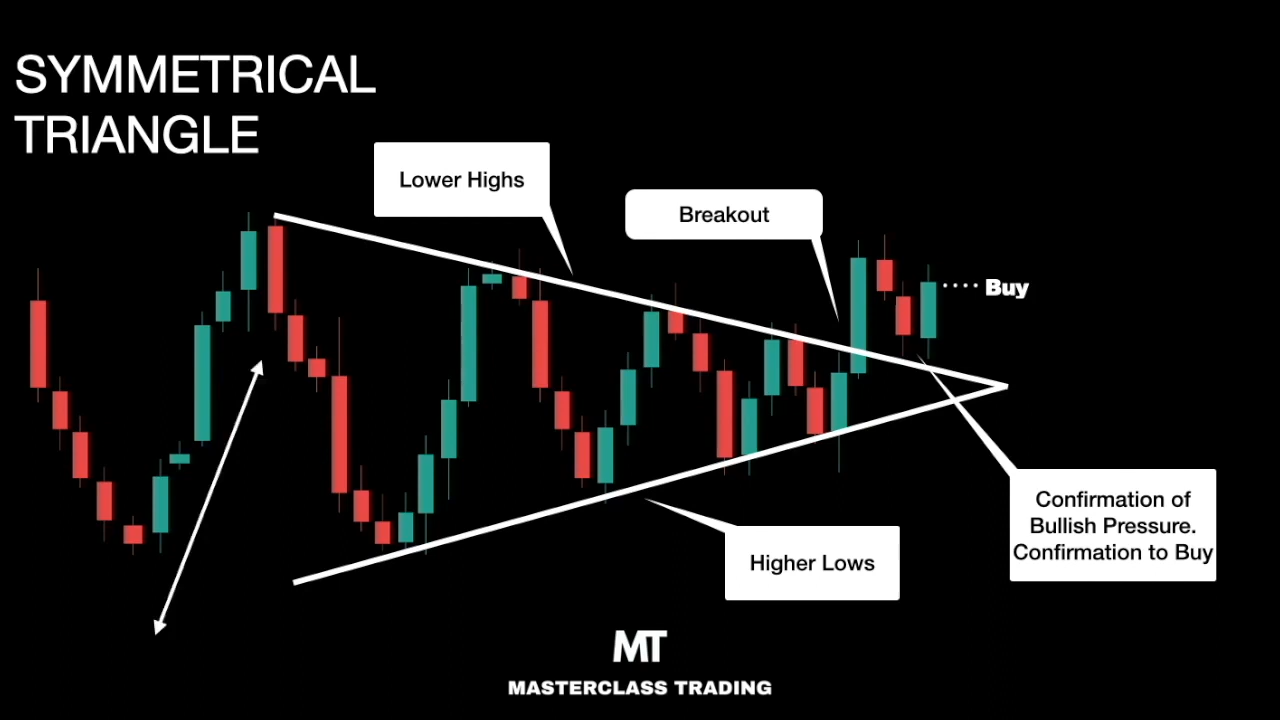 SYMMETRICAL
TRIANGLE
Lower Highs
Breakout
Buy
Confirmation of
Bullish Pressure.
Confirmation to Buy
Higher Lows
MT
MASTERCLASS TRADING